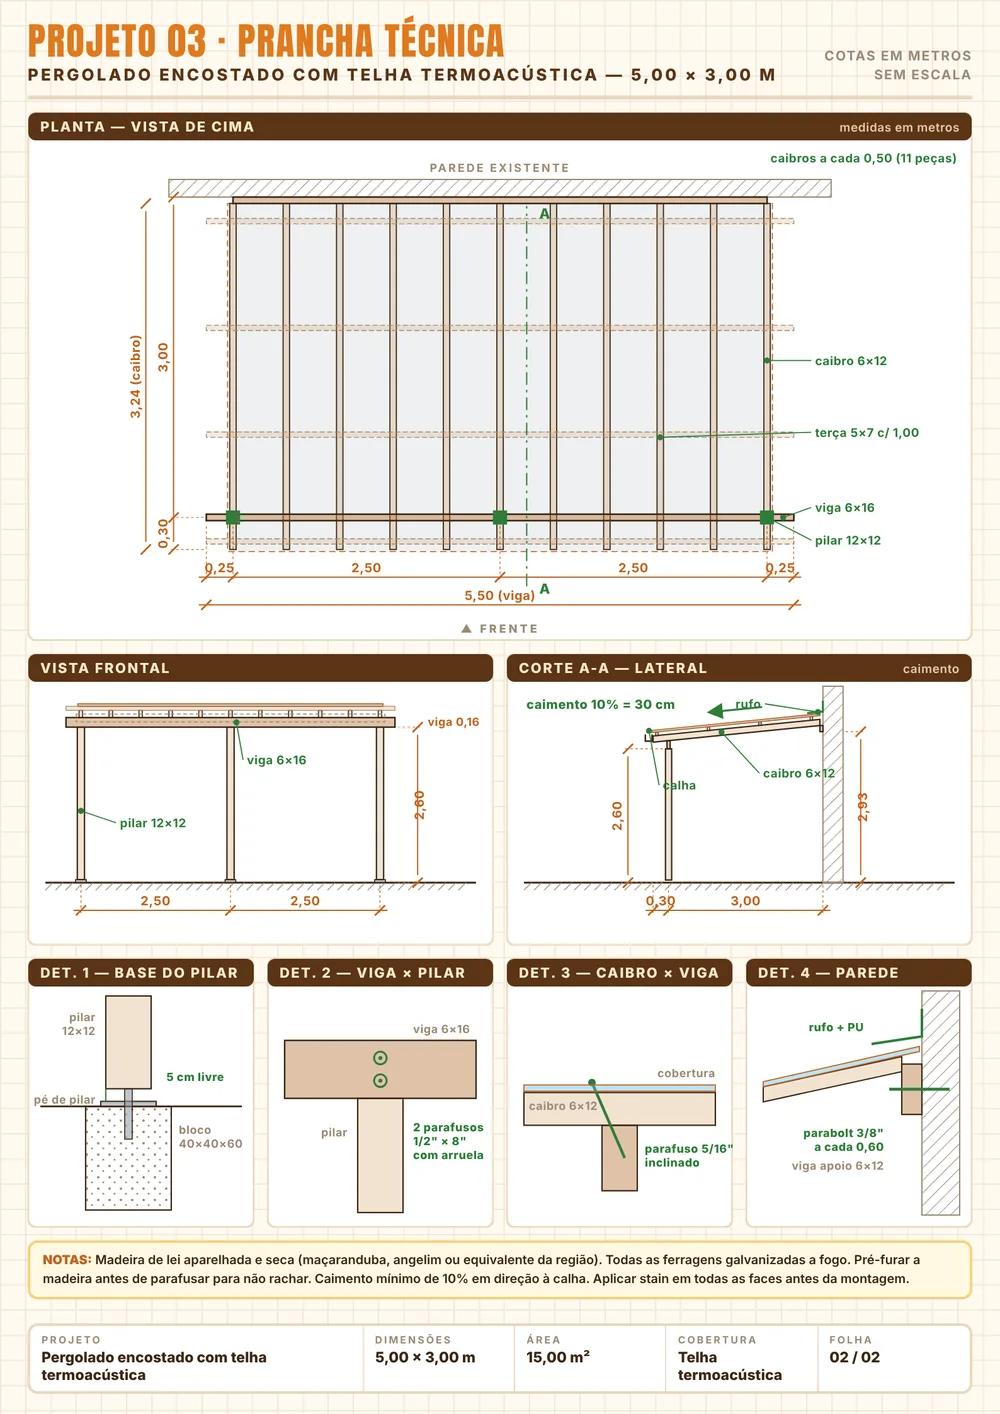 PROJETO 03 · PRANCHA TÉCNICA
PERGOLADO ENCOSTADO COM TELHA TERMOACÚSTICA — 5,00 × 3,00 M
COTAS EM METROS
SEM ESCALA
PLANTA — VISTA DE CIMA
medidas em metros
caibros a cada 0,50 (11 peças)
PAREDE EXISTENTE
A
3,24 (caibro)
3,00
caibro 6×12
terça 5×7 c/ 1,00
viga 6×16
0,30
pilar 12×12
0,25
2,50
2,50
0,25
A
5,50 (viga)
▲ FRENTE
VISTA FRONTAL
viga 0,16
viga 6×16
2,60
pilar 12×12
2,50
2,50
CORTE A-A — LATERAL
caimento
caimento 10% = 30 cm
rufo
caibro 6×12
calha
2,60
2,93
0,30
3,00
DET. 1 — BASE DO PILAR
pilar
12×12
5 cm livre
pé de pilar
bloco
40×40×60
DET. 2 — VIGA × PILAR
viga 6×16
pilar
2 parafusos
1/2" × 8"
com arruela
DET. 3 — CAIBRO × VIGA
cobertura
caibro 6×12
parafuso 5/16"
inclinado
DET. 4 — PAREDE
rufo + PU
parabolt 3/8"
a cada 0,60
viga apoio 6×12
NOTAS: Madeira de lei aparelhada e seca (maçaranduba, angelim ou equivalente da região). Todas as ferragens galvanizadas a fogo. Pré-furar a
madeira antes de parafusar para não rachar. Caimento mínimo de 10% em direção à calha. Aplicar stain em todas as faces antes da montagem.
PROJETO
Pergolado encostado com telha
termoacústica
DIMENSÕES
5,00 × 3,00 m
ÁREA
15,00 m²
COBERTURA
Telha
termoacústica
FOLHA
02 / 02